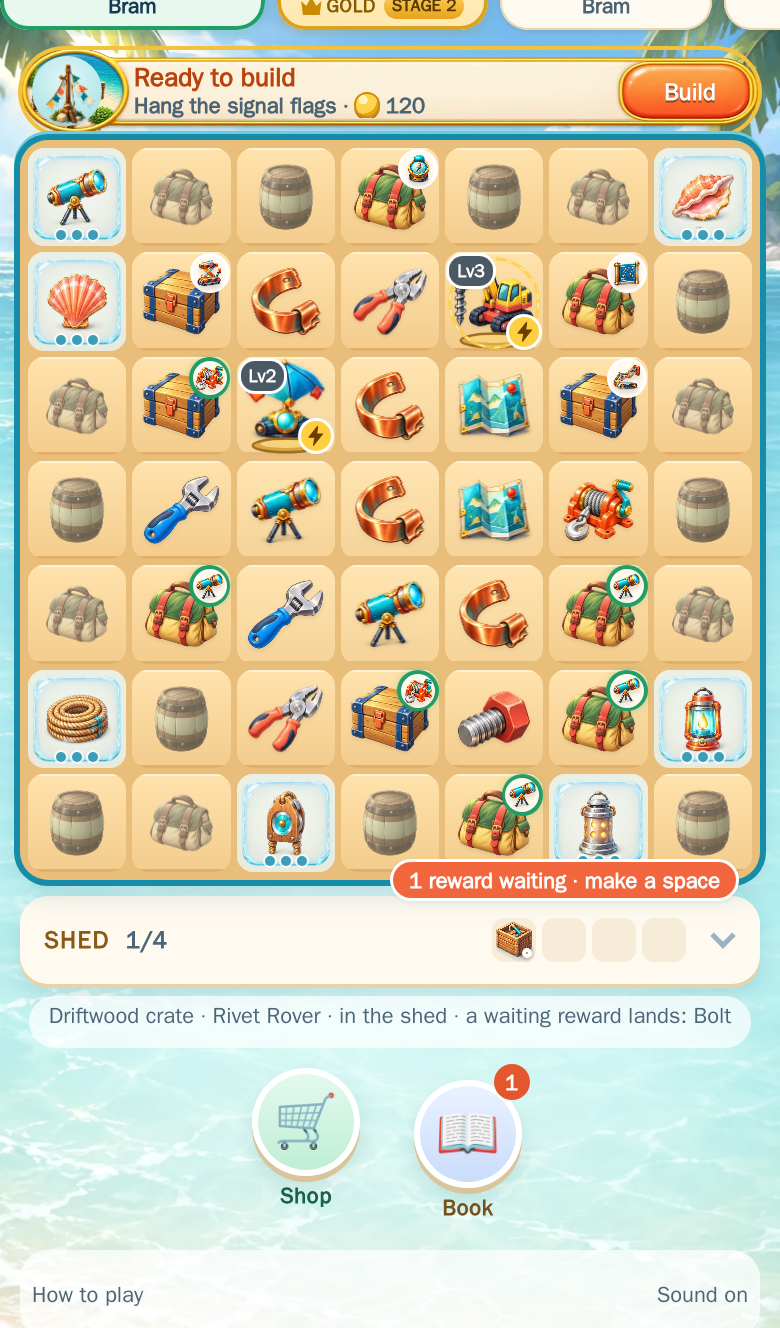 Bram
GOLD STAGE 2
Bram
Ready to build
Hang the signal flags · 120
Build
Lv3
Lv2
1 reward waiting · make a space
SHED 1/4
Driftwood crate · Rivet Rover · in the shed · a waiting reward lands: Bolt
1
Shop
Book
How to play
Sound on